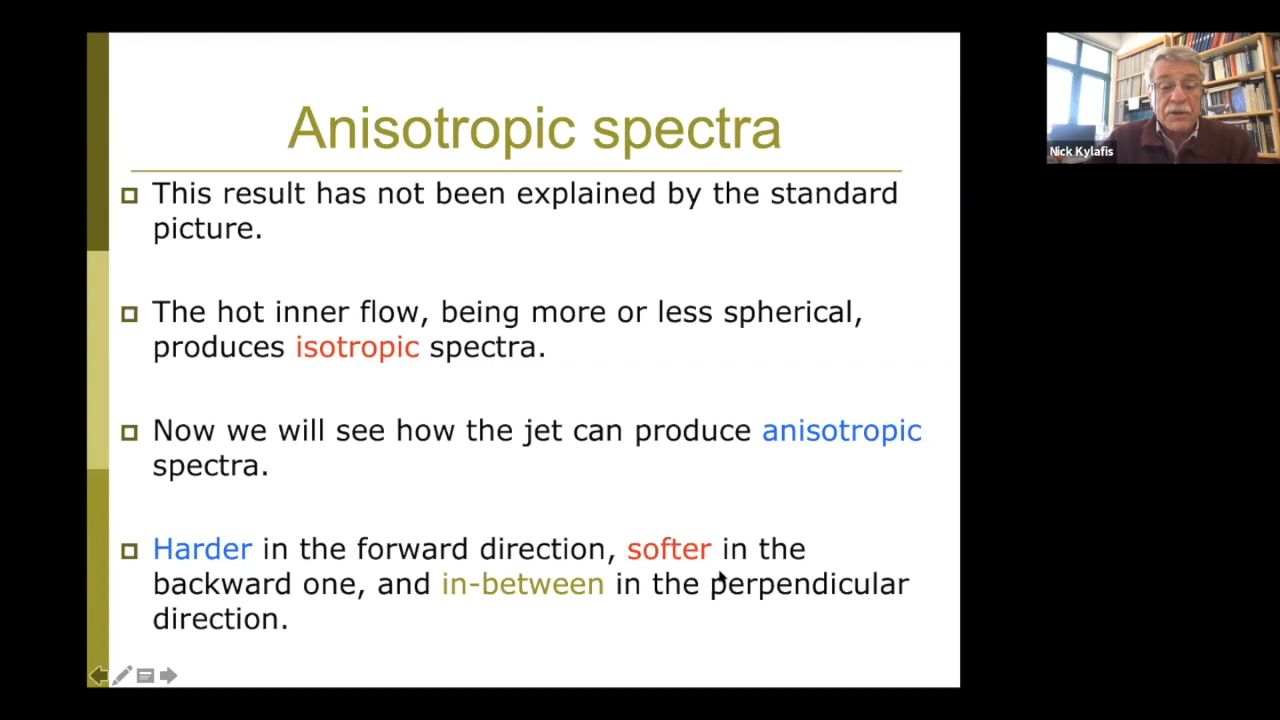 Anisotropic spectra
This result has not been explained by the standard
picture.
The hot inner flow, being more or less spherical,
produces isotropic spectra.
Now we will see how the jet can produce anisotropic
spectra.
Harder in the forward direction, softer in the
backward one, and in-between in the perpendicular
direction.
Nick Kylafis